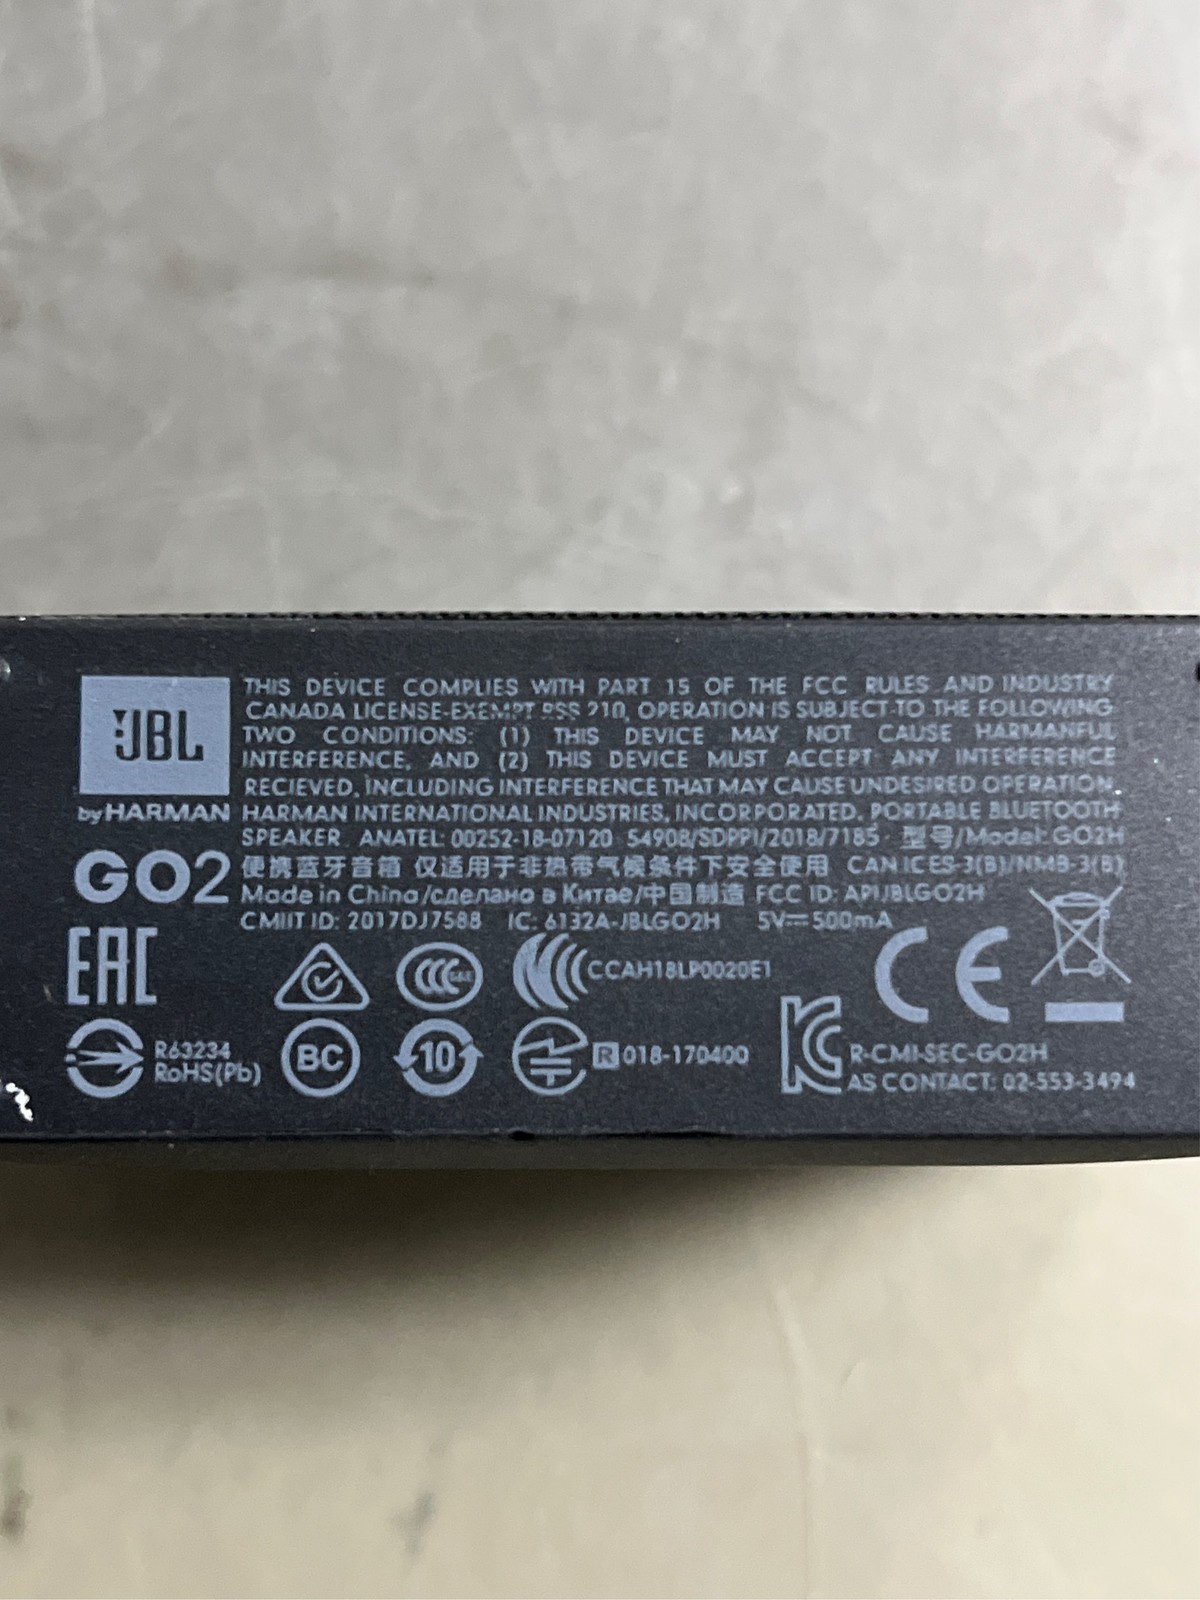 JBL
by HARMAN
GO2
THIS DEVICE COMPLIES WITH PART 15 OF THE FCC RULES AND INDUSTRY
CANADA LICENSE-EXEMPT RSS 210, OPERATION IS SUBJECT TO THE FOLLOWING
TWO CONDITIONS: (1) THIS DEVICE MAY NOT CAUSE HARMANFUL
INTERFERENCE, AND (2) THIS DEVICE MUST ACCEPT ANY INTERFERENCE
RECIEVED, INCLUDING INTERFERENCE THAT MAY CAUSE UNDESIRED OPERATION.
HARMAN INTERNATIONAL INDUSTRIES, INCORPORATED. PORTABLE BLUETOOTH
SPEAKER ANATEL: 00252-18-07120 54908/SDPPI/2018/7185 型号/Model: GO2H
便携蓝牙音箱 仅适用于非热带气候条件下安全使用 CAN ICES-3(B)/NMB-3(B)
Made in China/сделано в Китае/中国制造 FCC ID: APIJBLGO2H
CMIIT ID: 2017DJ7588 IC: 6132A-JBLGO2H 5V⎓500mA
EAC
CCAH18LP0020E1
CE
R63234
RoHS(Pb)
BC
10
R 018-170400
R-CMI-SEC-GO2H
AS CONTACT: 02-553-3494